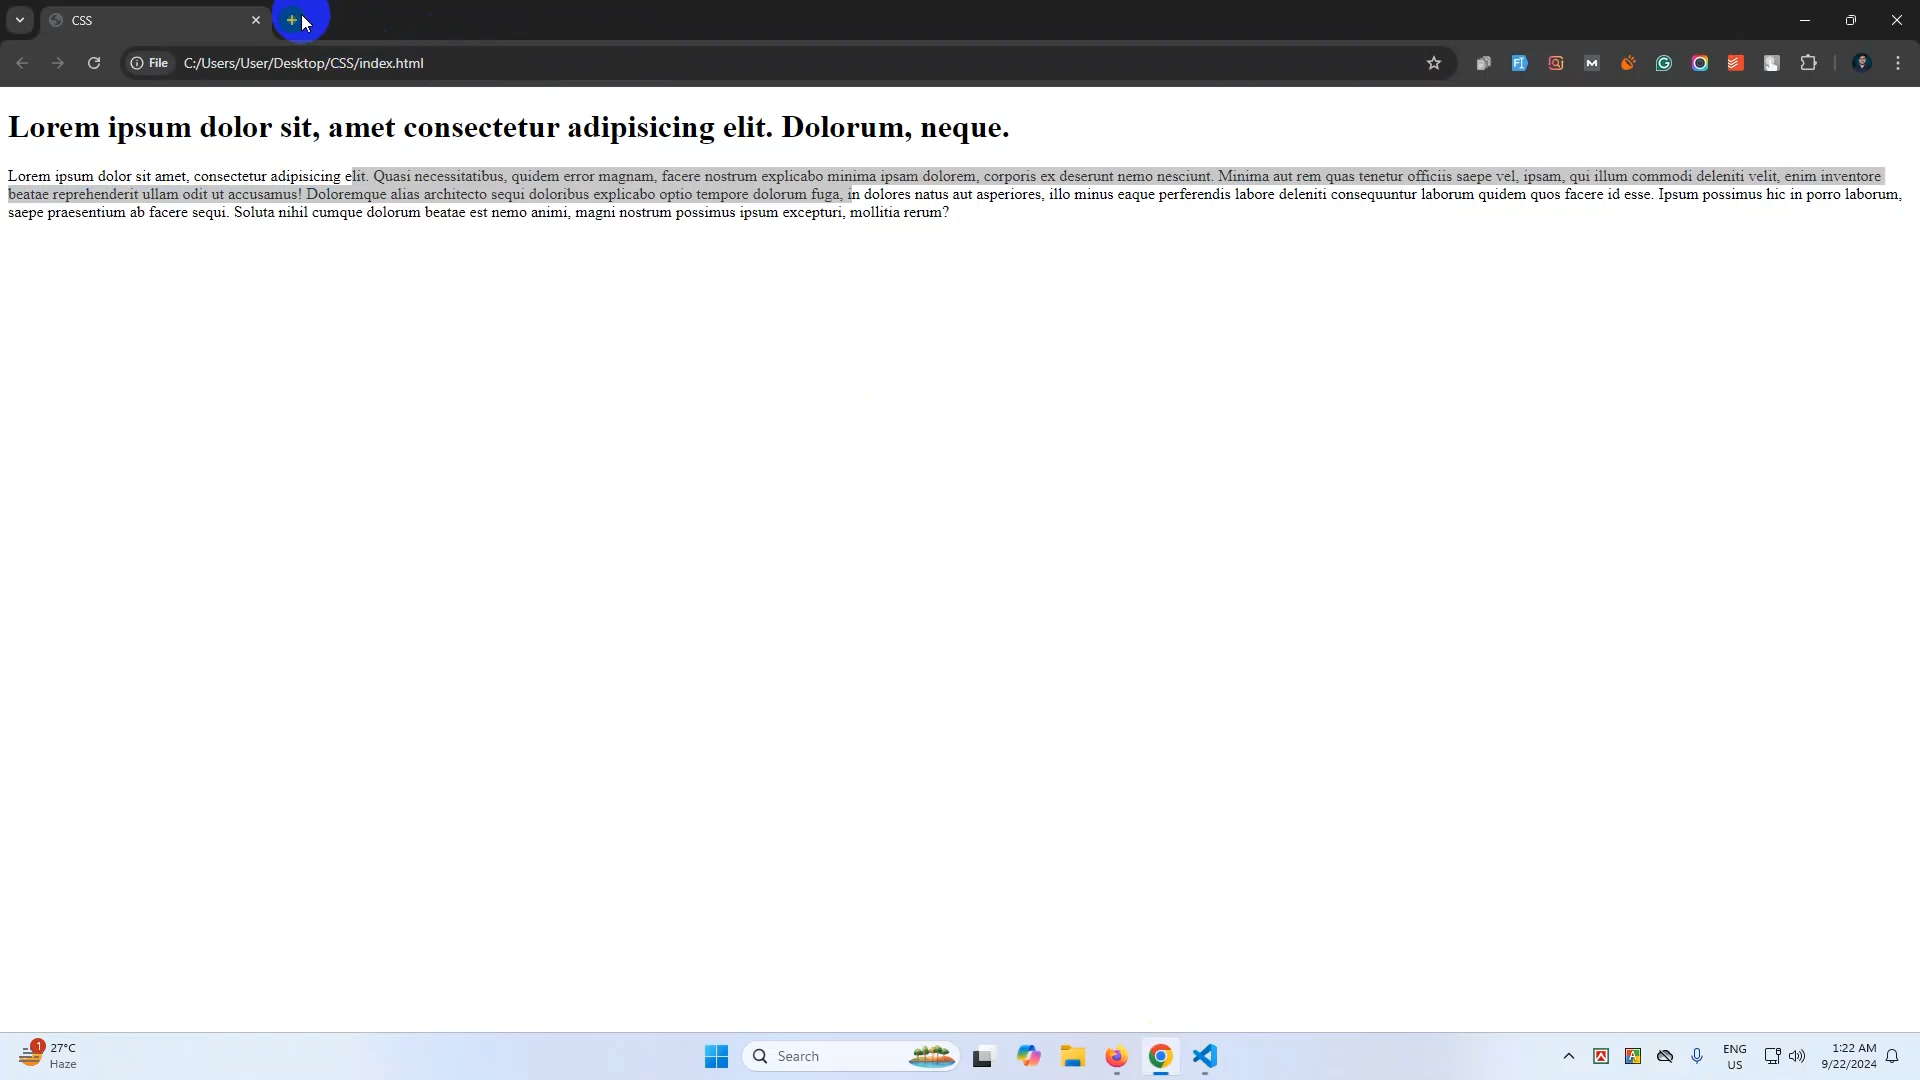 CSS
File C:/Users/User/Desktop/CSS/index.html
Lorem ipsum dolor sit, amet consectetur adipisicing elit. Dolorum, neque.
Lorem ipsum dolor sit amet, consectetur adipisicing elit. Quasi necessitatibus, quidem error magnam, facere nostrum explicabo minima ipsam dolorem, corporis ex deserunt nemo nesciunt. Minima aut rem quas tenetur officiis saepe vel, ipsam, qui illum commodi deleniti velit, enim inventore
beatae reprehenderit ullam odit ut accusamus! Doloremque alias architecto sequi doloribus explicabo optio tempore dolorum fuga, in dolores natus aut asperiores, illo minus eaque perferendis labore deleniti consequuntur laborum quidem quos facere id esse. Ipsum possimus hic in porro laborum,
saepe praesentium ab facere sequi. Soluta nihil cumque dolorum beatae est nemo animi, magni nostrum possimus ipsum excepturi, mollitia rerum?
1
27°C
Haze
Search
ENG
US
1:22 AM
9/22/2024